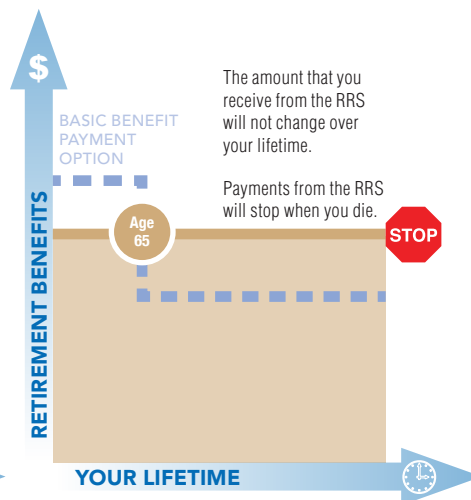 $
BASIC BENEFIT
PAYMENT
OPTION
The amount that you
receive from the RRS
will not change over
your lifetime.
Payments from the RRS
will stop when you die.
Age
65
STOP
RETIREMENT BENEFITS
YOUR LIFETIME